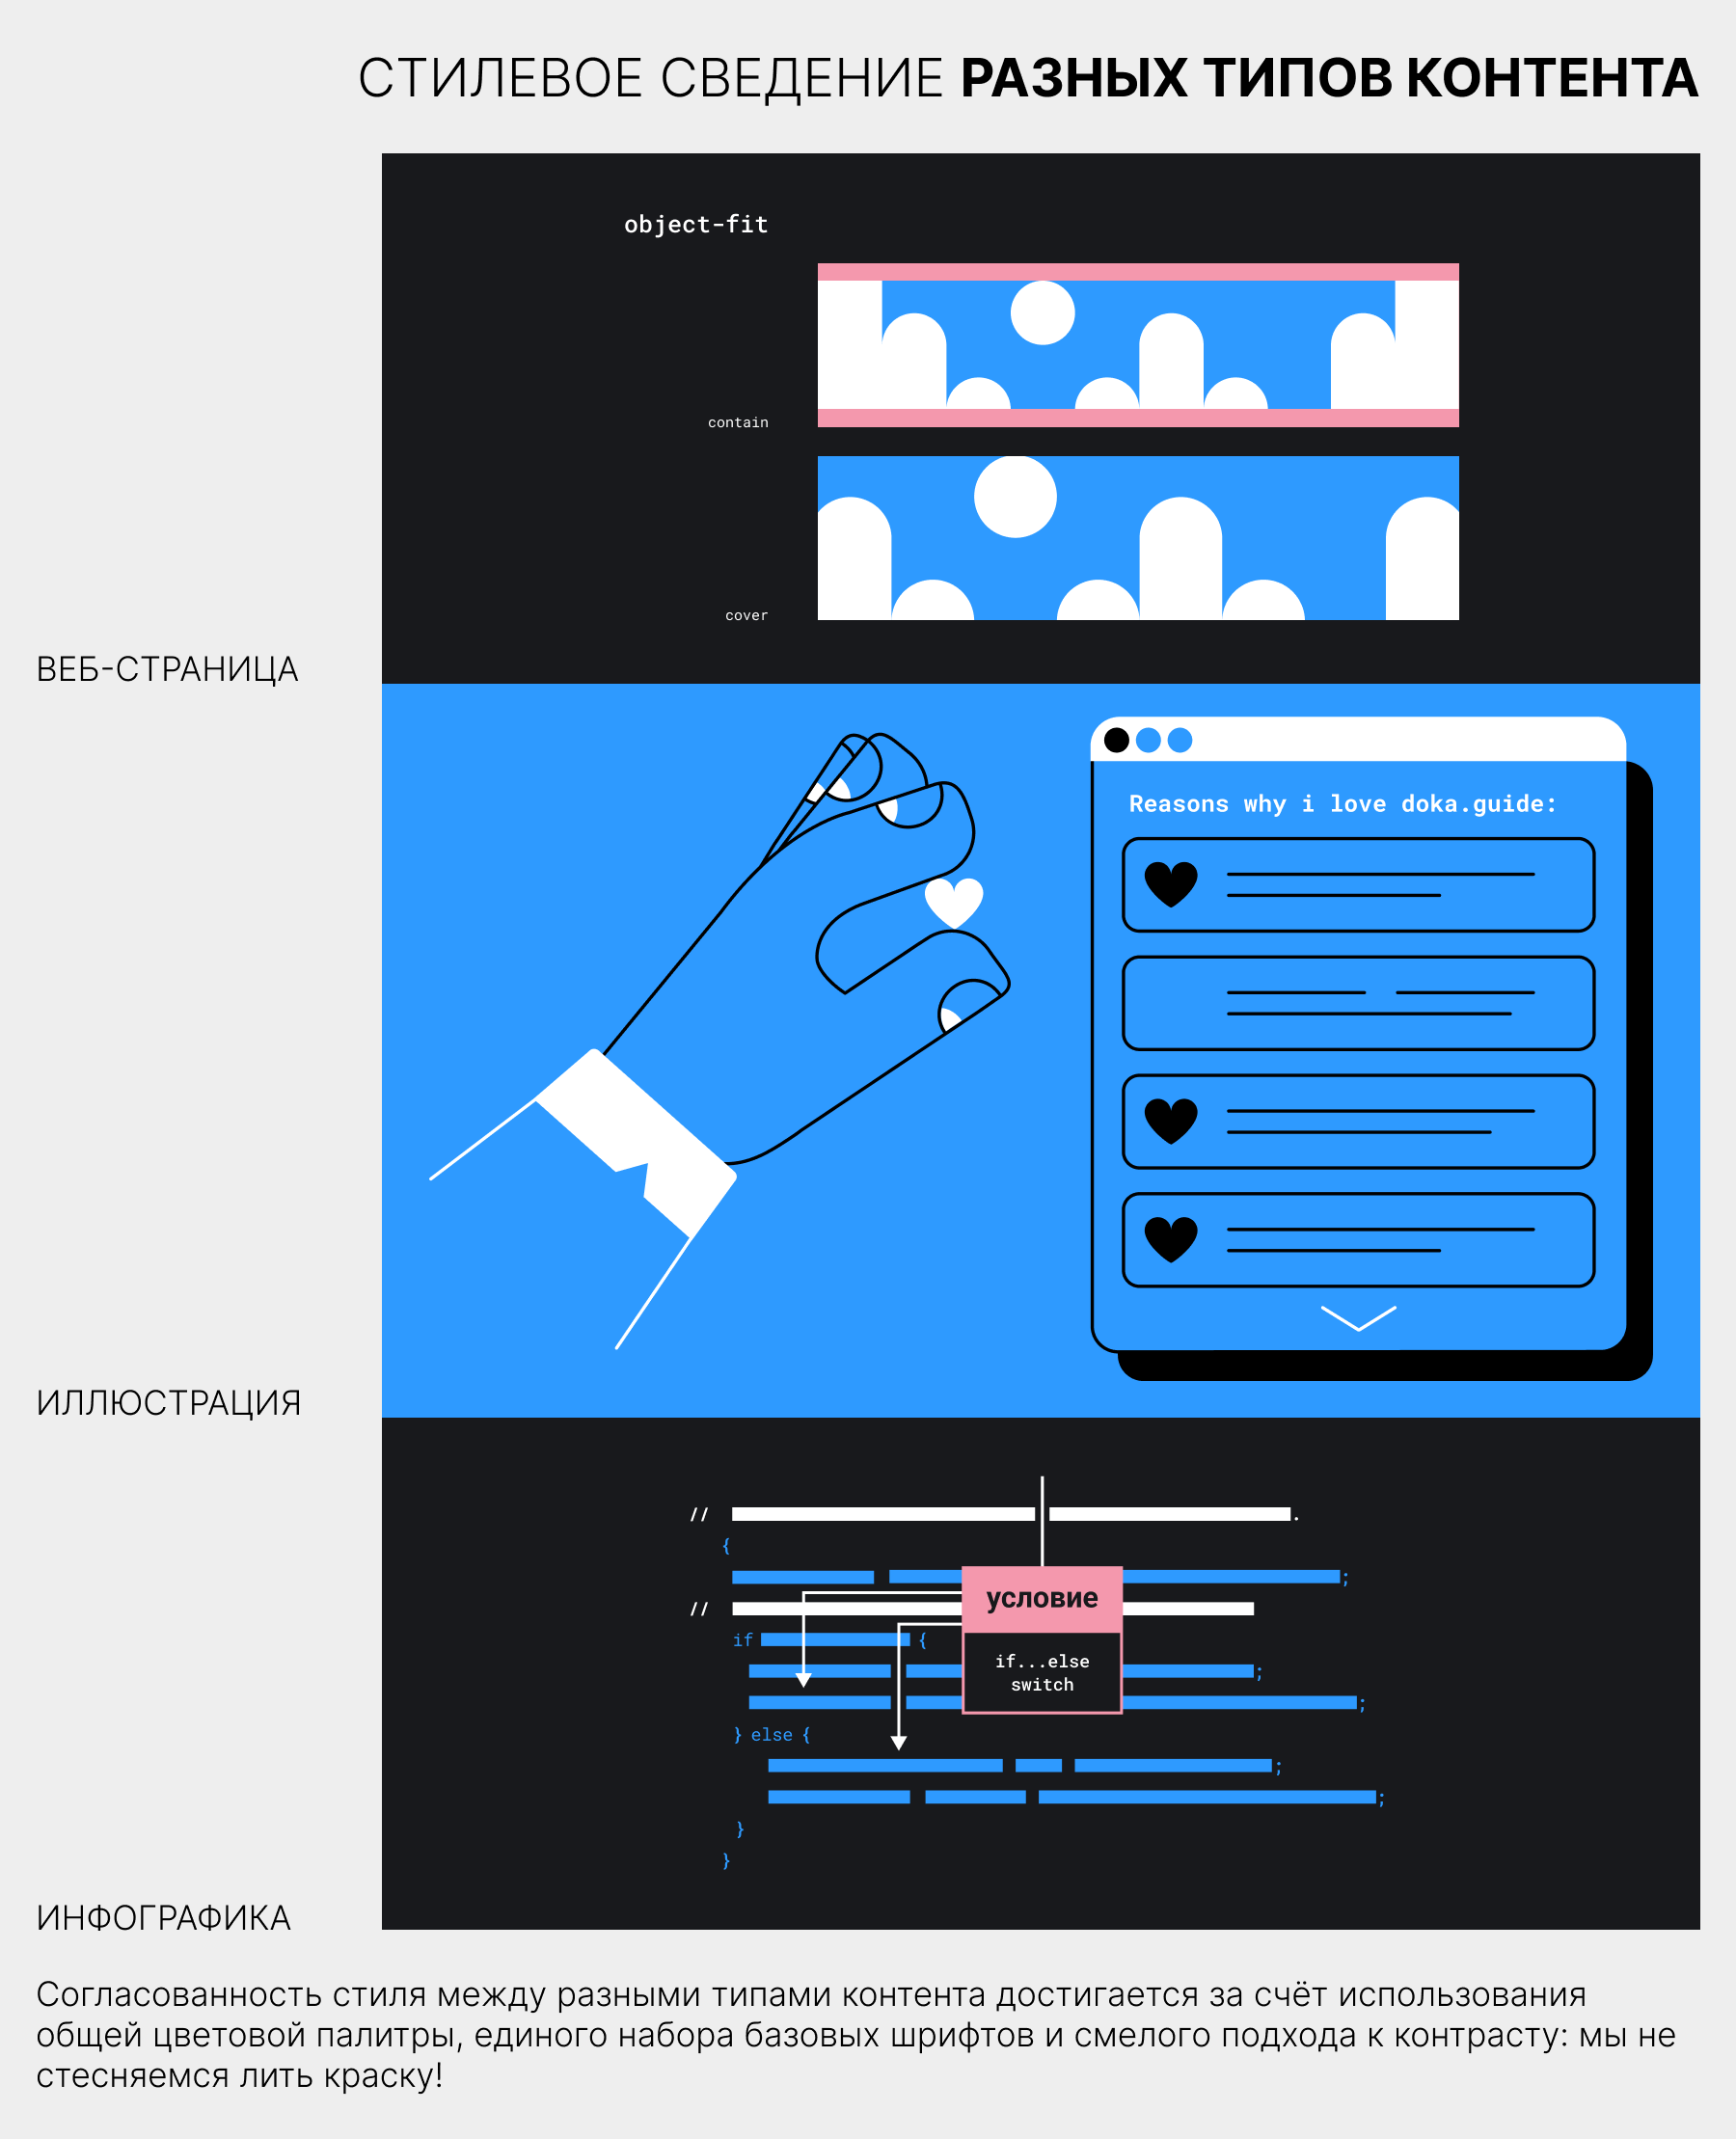 СТИЛЕВОЕ СВЕДЕНИЕ РАЗНЫХ ТИПОВ КОНТЕНТА
object-fit
contain
cover
ВЕБ-СТРАНИЦА
Reasons why i love doka.guide:
ИЛЛЮСТРАЦИЯ
// .
{
;
условие
//
if {
if...else
;
switch
;
} else {
;
;
}
}
ИНФОГРАФИКА
Согласованность стиля между разными типами контента достигается за счёт использования
общей цветовой палитры, единого набора базовых шрифтов и смелого подхода к контрасту: мы не
стесняемся лить краску!